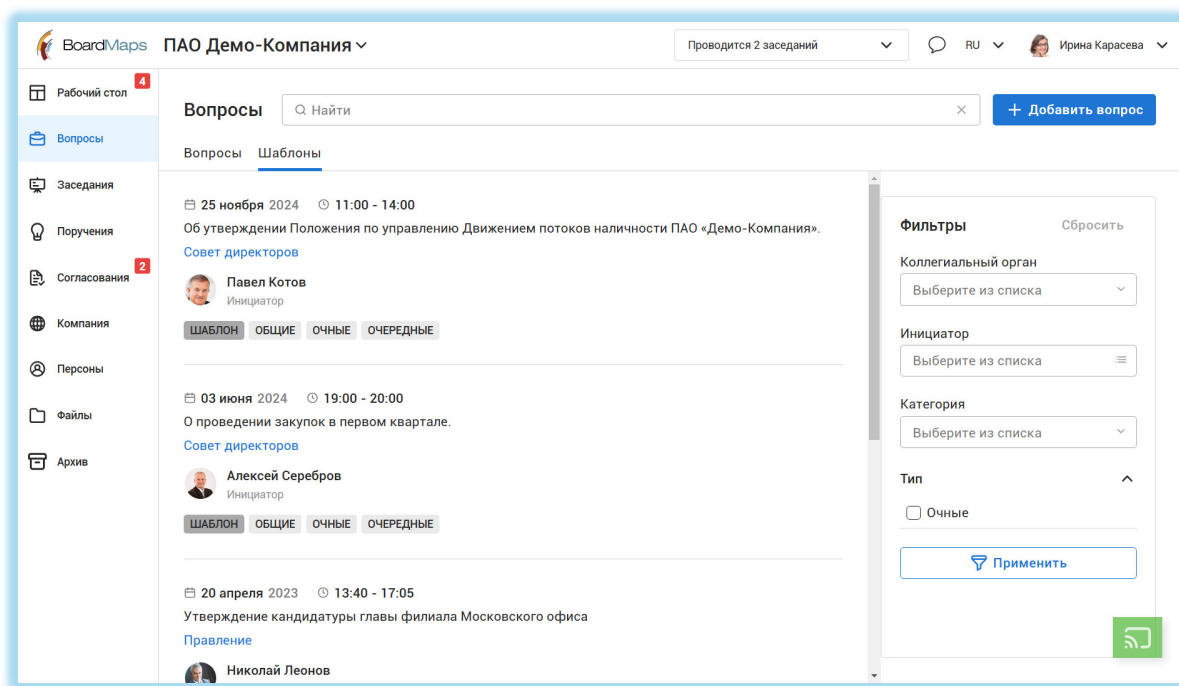 BoardMaps ПАО Демо-Компания
Проводится 2 заседаний
RU
Ирина Карасева
Рабочий стол 4
Вопросы
Заседания
Поручения
Согласования 2
Компания
Персоны
Файлы
Архив
Вопросы
Найти
+ Добавить вопрос
Вопросы Шаблоны
25 ноября 2024 11:00 - 14:00
Об утверждении Положения по управлению Движением потоков наличности ПАО «Демо-Компания».
Совет директоров
Павел Котов
Инициатор
ШАБЛОН ОБЩИЕ ОЧНЫЕ ОЧЕРЕДНЫЕ
03 июня 2024 19:00 - 20:00
О проведении закупок в первом квартале.
Совет директоров
Алексей Серебров
Инициатор
ШАБЛОН ОБЩИЕ ОЧНЫЕ ОЧЕРЕДНЫЕ
20 апреля 2023 13:40 - 17:05
Утверждение кандидатуры главы филиала Московского офиса
Правление
Николай Леонов
Фильтры Сбросить
Коллегиальный орган
Выберите из списка
Инициатор
Выберите из списка
Категория
Выберите из списка
Тип
Очные
Применить